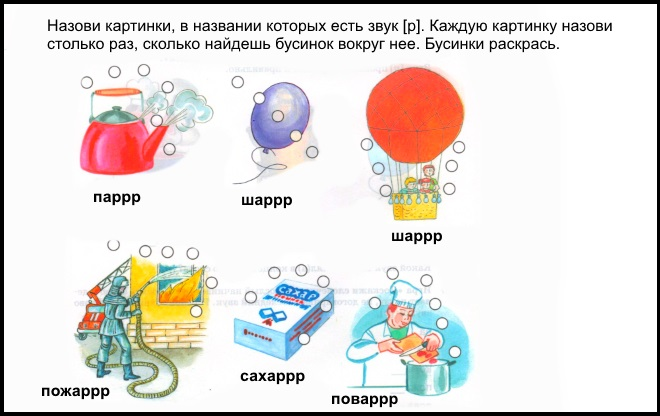 Назови картинки, в названии которых есть звук [р]. Каждую картинку назови
столько раз, сколько найдешь бусинок вокруг нее. Бусинки раскрась.
паррр
шаррр
шаррр
сахар
пожаррр
сахаррр
поваррр